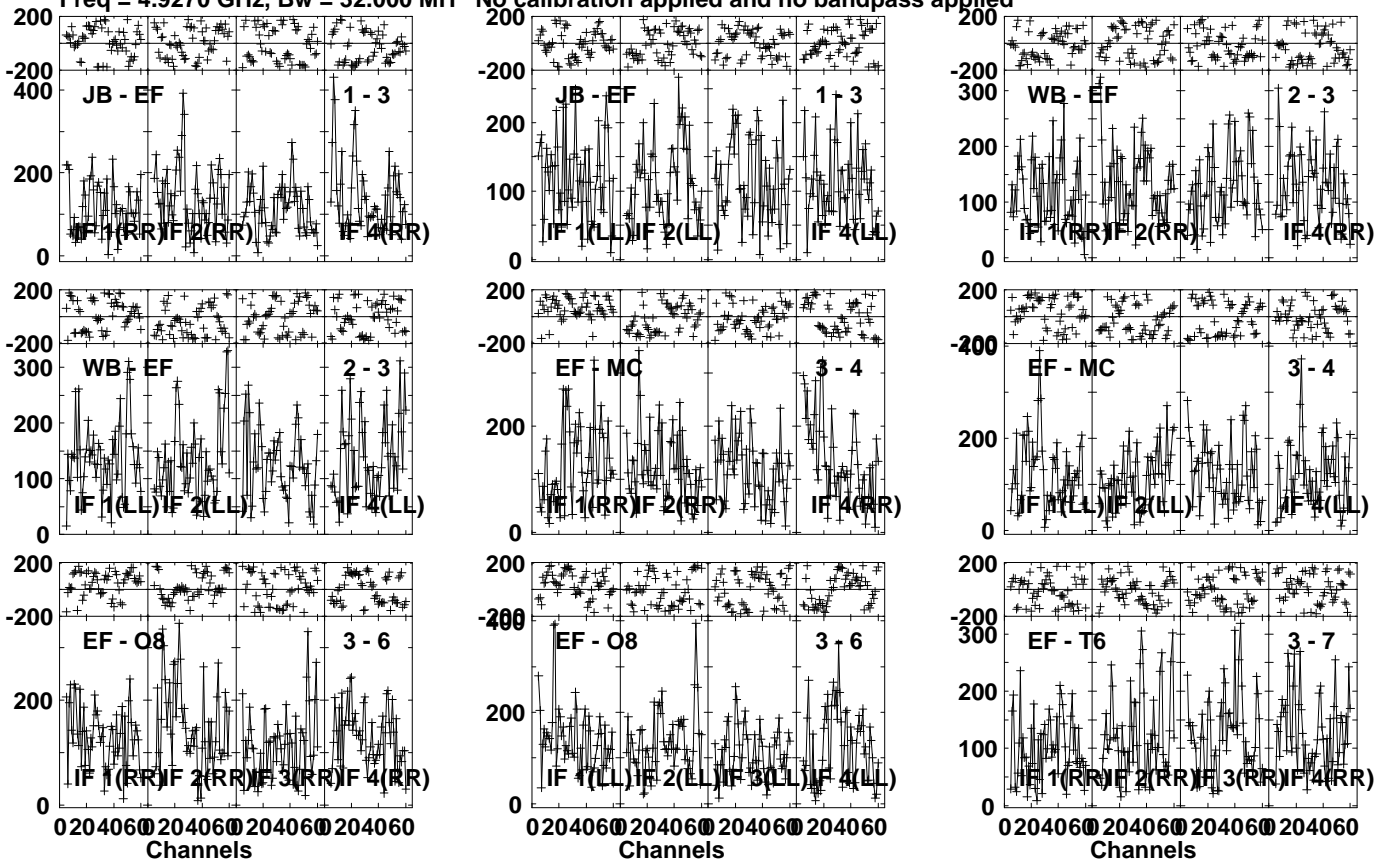 Freq = 4.9270 GHz, Bw = 32.000 MH No calibration applied and no bandpass applied
200
-200
400
200
0
JB - EF
1 - 3
IF 1(RR)
IF 2(RR)
IF 4(RR)
200
-200
200
100
0
JB - EF
1 - 3
IF 1(LL)
IF 2(LL)
IF 4(LL)
200
-200
300
200
100
0
WB - EF
2 - 3
IF 1(RR)
IF 2(RR)
IF 4(RR)
200
-200
300
200
100
0
WB - EF
2 - 3
IF 1(LL)
IF 2(LL)
IF 4(LL)
200
-200
200
0
EF - MC
3 - 4
IF 1(RR)
IF 2(RR)
IF 4(RR)
200
-200
400
200
0
EF - MC
3 - 4
IF 1(LL)
IF 2(LL)
IF 4(LL)
200
-200
200
0
EF - O8
3 - 6
IF 1(RR)
IF 2(RR)
IF 3(RR)
IF 4(RR)
0 20 40 60 0 20 40 60 0 20 40 60 0 20 40 60
Channels
200
-200
400
200
0
EF - O8
3 - 6
IF 1(LL)
IF 2(LL)
IF 3(LL)
IF 4(LL)
0 20 40 60 0 20 40 60 0 20 40 60 0 20 40 60
Channels
200
-200
300
200
100
0
EF - T6
3 - 7
IF 1(RR)
IF 2(RR)
IF 3(RR)
IF 4(RR)
0 20 40 60 0 20 40 60 0 20 40 60 0 20 40 60
Channels